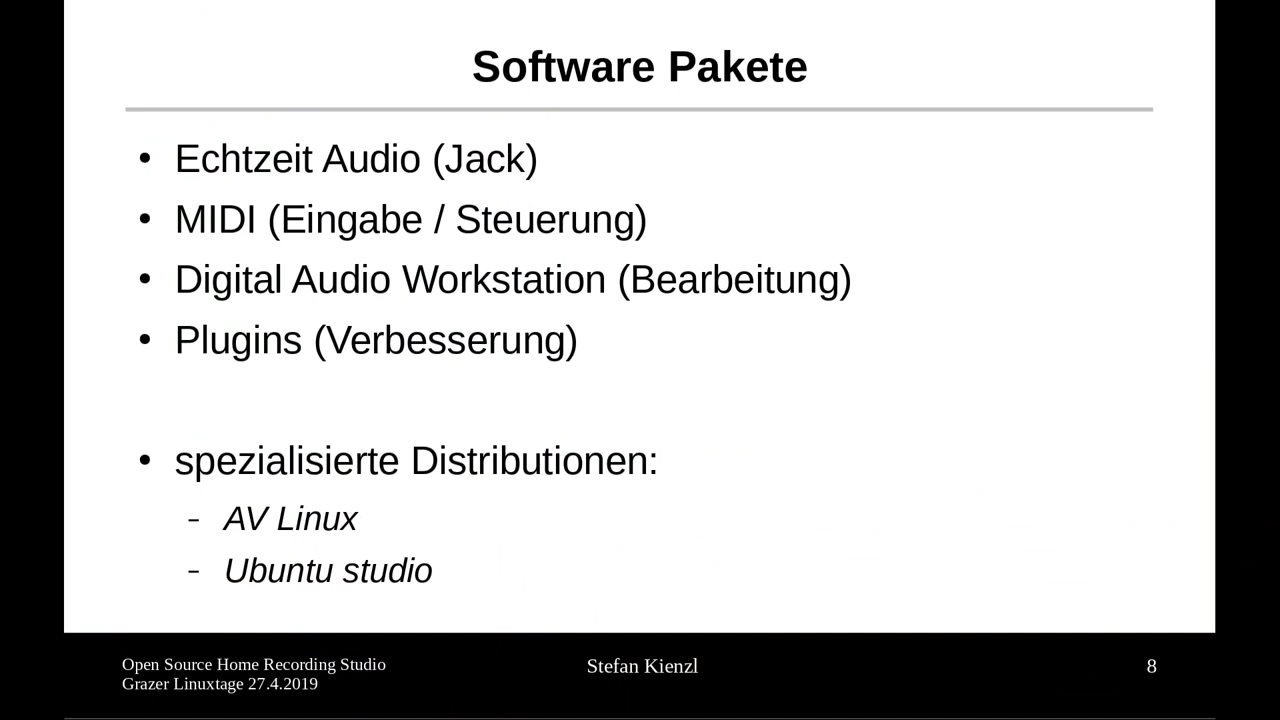 Software Pakete
• Echtzeit Audio (Jack)
• MIDI (Eingabe / Steuerung)
• Digital Audio Workstation (Bearbeitung)
• Plugins (Verbesserung)
• spezialisierte Distributionen:
– AV Linux
– Ubuntu studio
Open Source Home Recording Studio
Grazer Linuxtage 27.4.2019
Stefan Kienzl
8